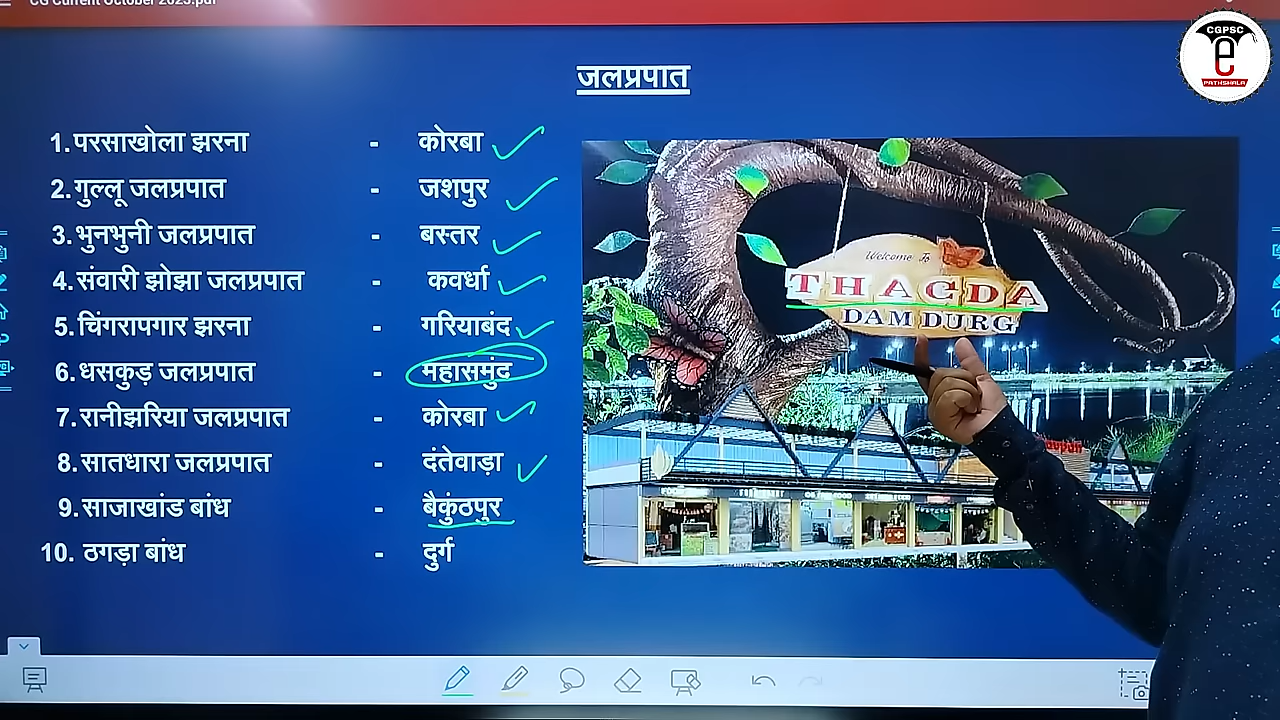 CG Current October 2023.pdf
CGPSC
e
PATHSHALA
जलप्रपात
1. परसाखोला झरना - कोरबा
2. गुल्लू जलप्रपात - जशपुर
3. भुनभुनी जलप्रपात - बस्तर
4. संवारी झोझा जलप्रपात - कवर्धा
5. चिंगरापगार झरना - गरियाबंद
6. धसकुड़ जलप्रपात - महासमुंद
7. रानीझरिया जलप्रपात - कोरबा
8. सातधारा जलप्रपात - दंतेवाड़ा
9. साजाखांड बांध - बैकुंठपुर
10. ठगड़ा बांध - दुर्ग
Welcome To
THAGDA
DAM DURG